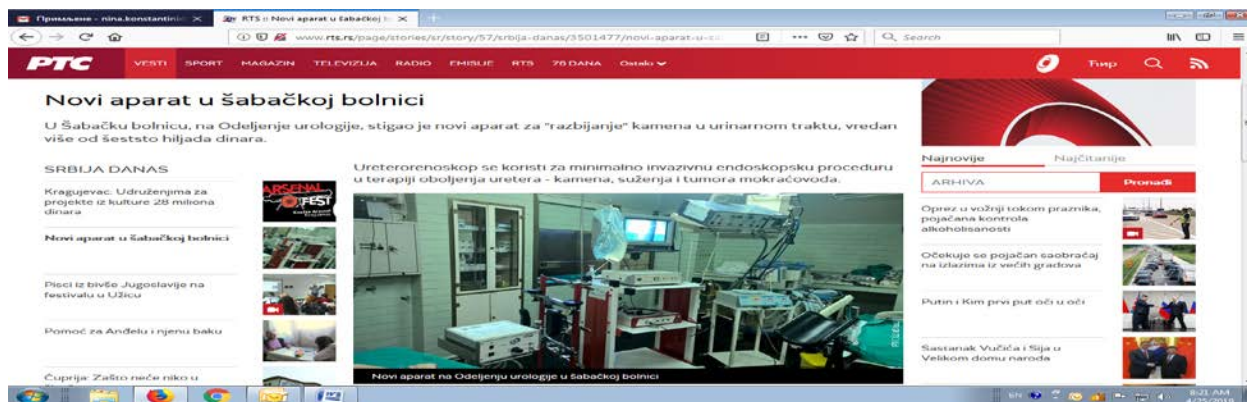 Примљене - nina.konstantini
RTS :: Novi aparat u šabačkoj b
www.rts.rs/page/stories/sr/story/57/srbija-danas/3501477/novi-aparat-u-
Search
РТС
VESTI SPORT MAGAZIN TELEVIZIJA RADIO EMISIJE RTS 76 DANA Ostalo
Ћир
Novi aparat u šabačkoj bolnici
U Šabačku bolnicu, na Odeljenje urologije, stigao je novi aparat za "razbijanje" kamena u urinarnom traktu, vredan
više od šeststo hiljada dinara.
SRBIJA DANAS
Kragujevac: Udruženjima za
projekte iz kulture 28 miliona
dinara
ARSENAL
FEST
Novi aparat u šabačkoj bolnici
Pisci iz bivše Jugoslavije na
festivalu u Užicu
Pomoć za Anđelu i njenu baku
Ćuprija: Zašto neće niko u
Ureterorenoskop se koristi za minimalno invazivnu endoskopsku proceduru
u terapiji oboljenja uretera - kamena, suženja i tumora mokraćovoda.
Novi aparat na Odeljenju urologije u šabačkoj bolnici
Najnovije Najčitanije
ARHIVA Pronađi
Oprez u vožnji tokom praznika,
pojačana kontrola
alkoholisanosti
Očekuje se pojačan saobraćaj
na izlazima iz većih gradova
Putin i Kim prvi put oči u oči
Sastanak Vučića i Sija u
Velikom domu naroda
EN
8:21 AM
4/25/2019